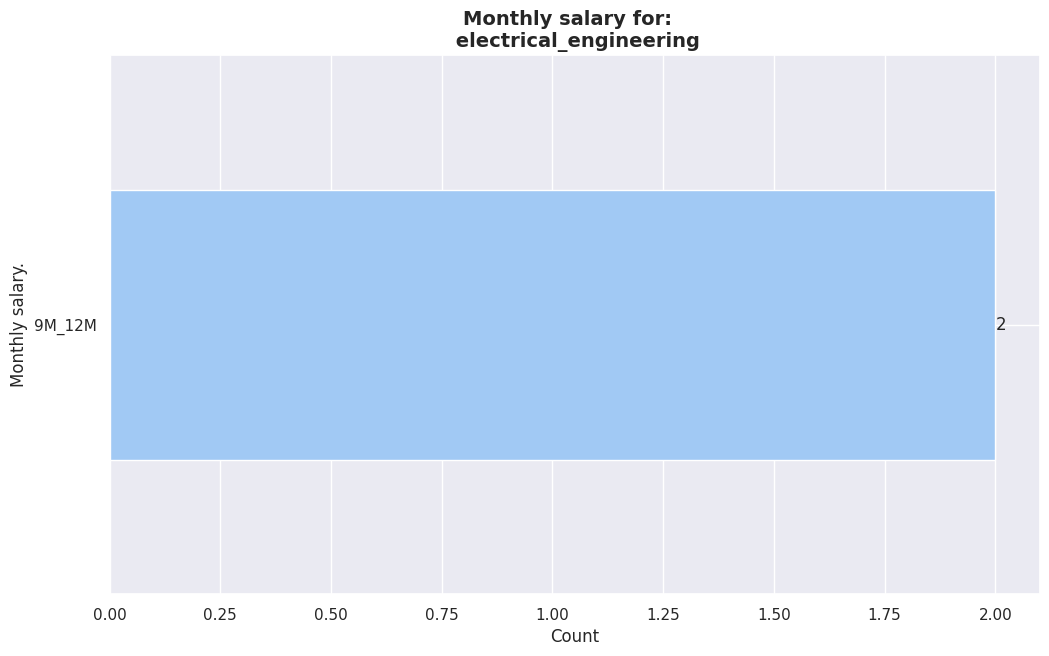 Monthly salary for:
electrical_engineering
Monthly salary.
9M_12M
2
0.00
0.25
0.50
0.75
1.00
1.25
1.50
1.75
2.00
Count